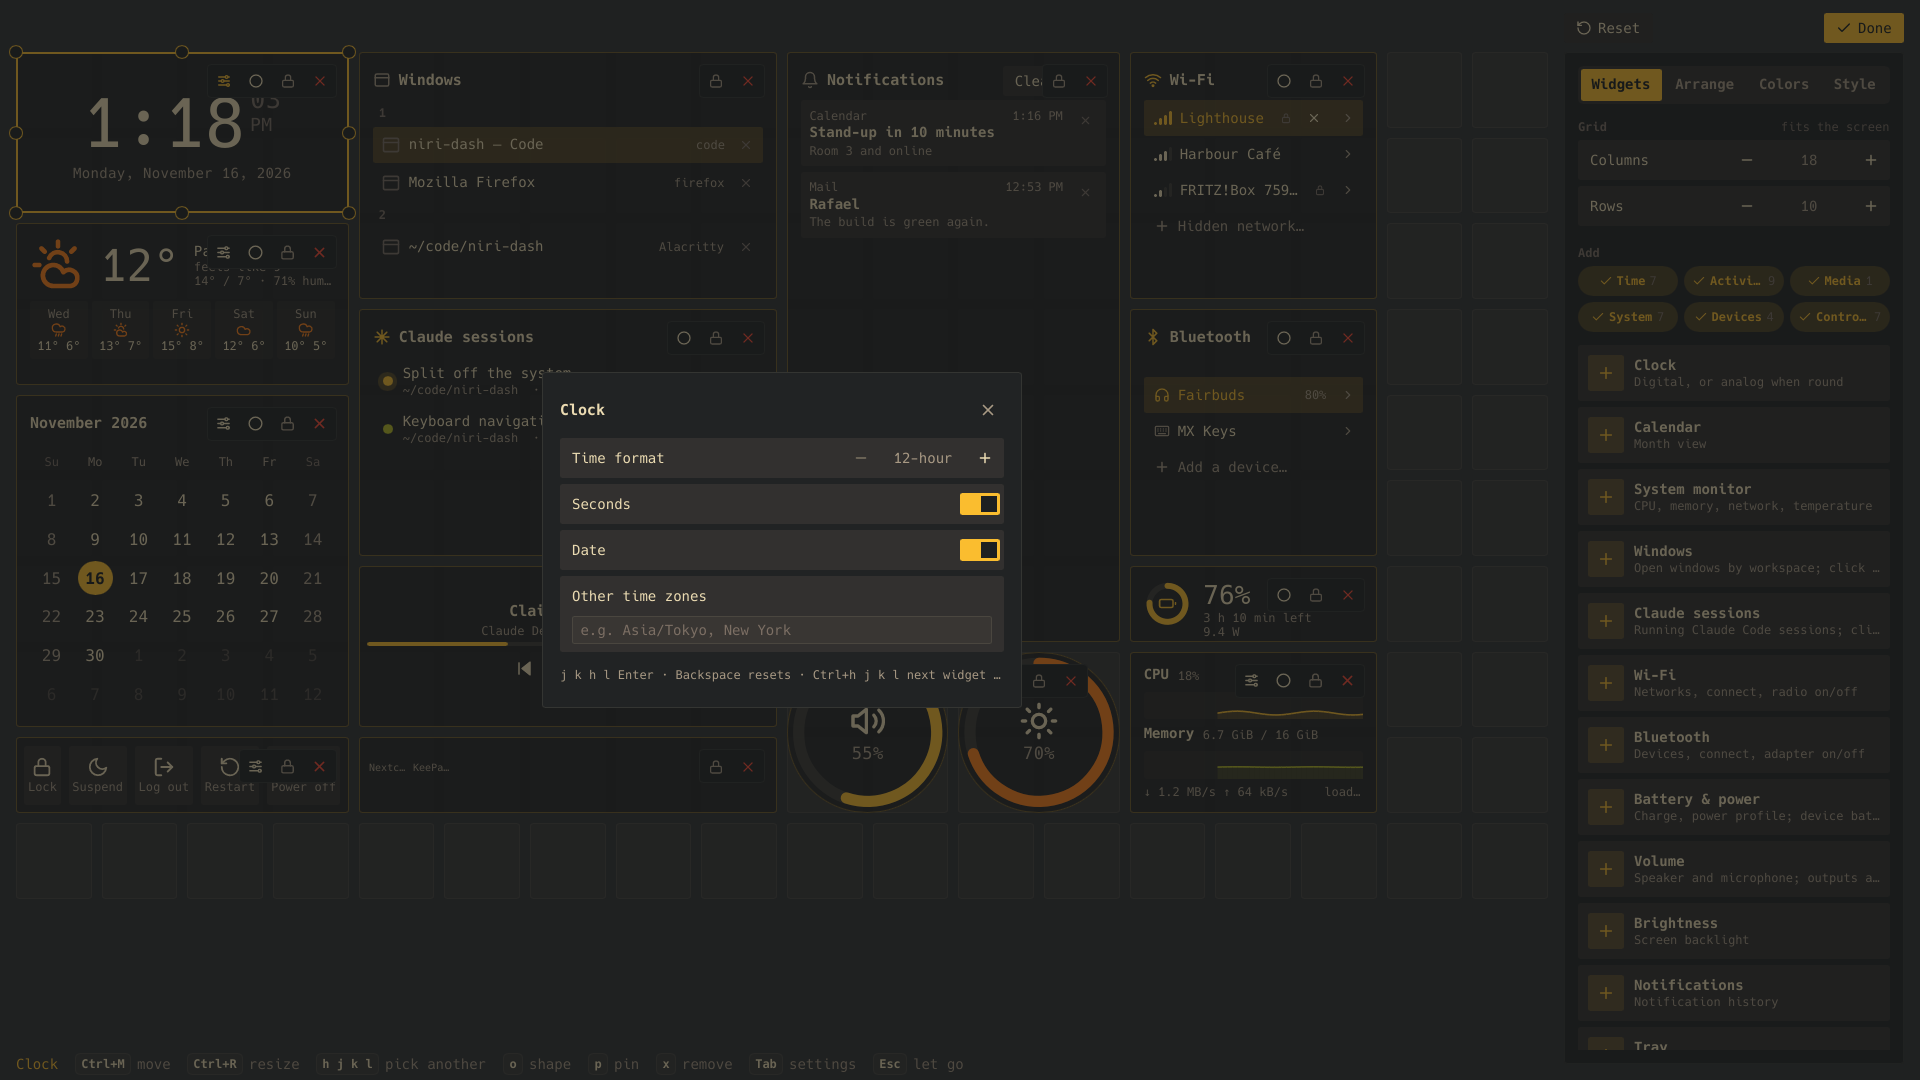 Reset
Done
1:18 03 PM
Monday, November 16, 2026
Windows
1
niri-dash — Code code
Mozilla Firefox firefox
2
~/code/niri-dash Alacritty
Notifications
Calendar 1:16 PM
Stand-up in 10 minutes
Room 3 and online
Mail 12:53 PM
Rafael
The build is green again.
Wi-Fi
Lighthouse
Harbour Café
FRITZ!Box 759…
Hidden network…
12°
14° / 7° · 71% hum…
Wed Thu Fri Sat Sun
11° 6° 13° 7° 15° 8° 12° 6° 10° 5°
Claude sessions
Split off the system
~/code/niri-dash ·
Keyboard navigati
~/code/niri-dash ·
Bluetooth
Fairbuds 80%
MX Keys
Add a device…
November 2026
Su Mo Tu We Th Fr Sa
1 2 3 4 5 6 7
8 9 10 11 12 13 14
15 16 17 18 19 20 21
22 23 24 25 26 27 28
29 30 1 2 3 4 5
6 7 8 9 10 11 12
Clock
Time format 12-hour
Seconds
Date
Other time zones
e.g. Asia/Tokyo, New York
j k h l Enter · Backspace resets · Ctrl+h j k l next widget …
76%
3 h 10 min left
9.4 W
CPU 18%
Memory 6.7 GiB / 16 GiB
↓ 1.2 MB/s ↑ 64 kB/s load…
55%
70%
Lock Suspend Log out Restart Power off
Nextc… KeePa…
Widgets Arrange Colors Style
Grid fits the screen
Columns − 18 +
Rows − 10 +
Add
Time 7 Activi… 9 Media 1
System 7 Devices 4 Contro… 7
Clock
Digital, or analog when round
Calendar
Month view
System monitor
CPU, memory, network, temperature
Windows
Open windows by workspace; click …
Claude sessions
Running Claude Code sessions; cli…
Wi-Fi
Networks, connect, radio on/off
Bluetooth
Devices, connect, adapter on/off
Battery & power
Charge, power profile; device bat…
Volume
Speaker and microphone; outputs a…
Brightness
Screen backlight
Notifications
Notification history
Tray
Clock Ctrl+M move Ctrl+R resize h j k l pick another o shape p pin x remove Tab settings Esc let go